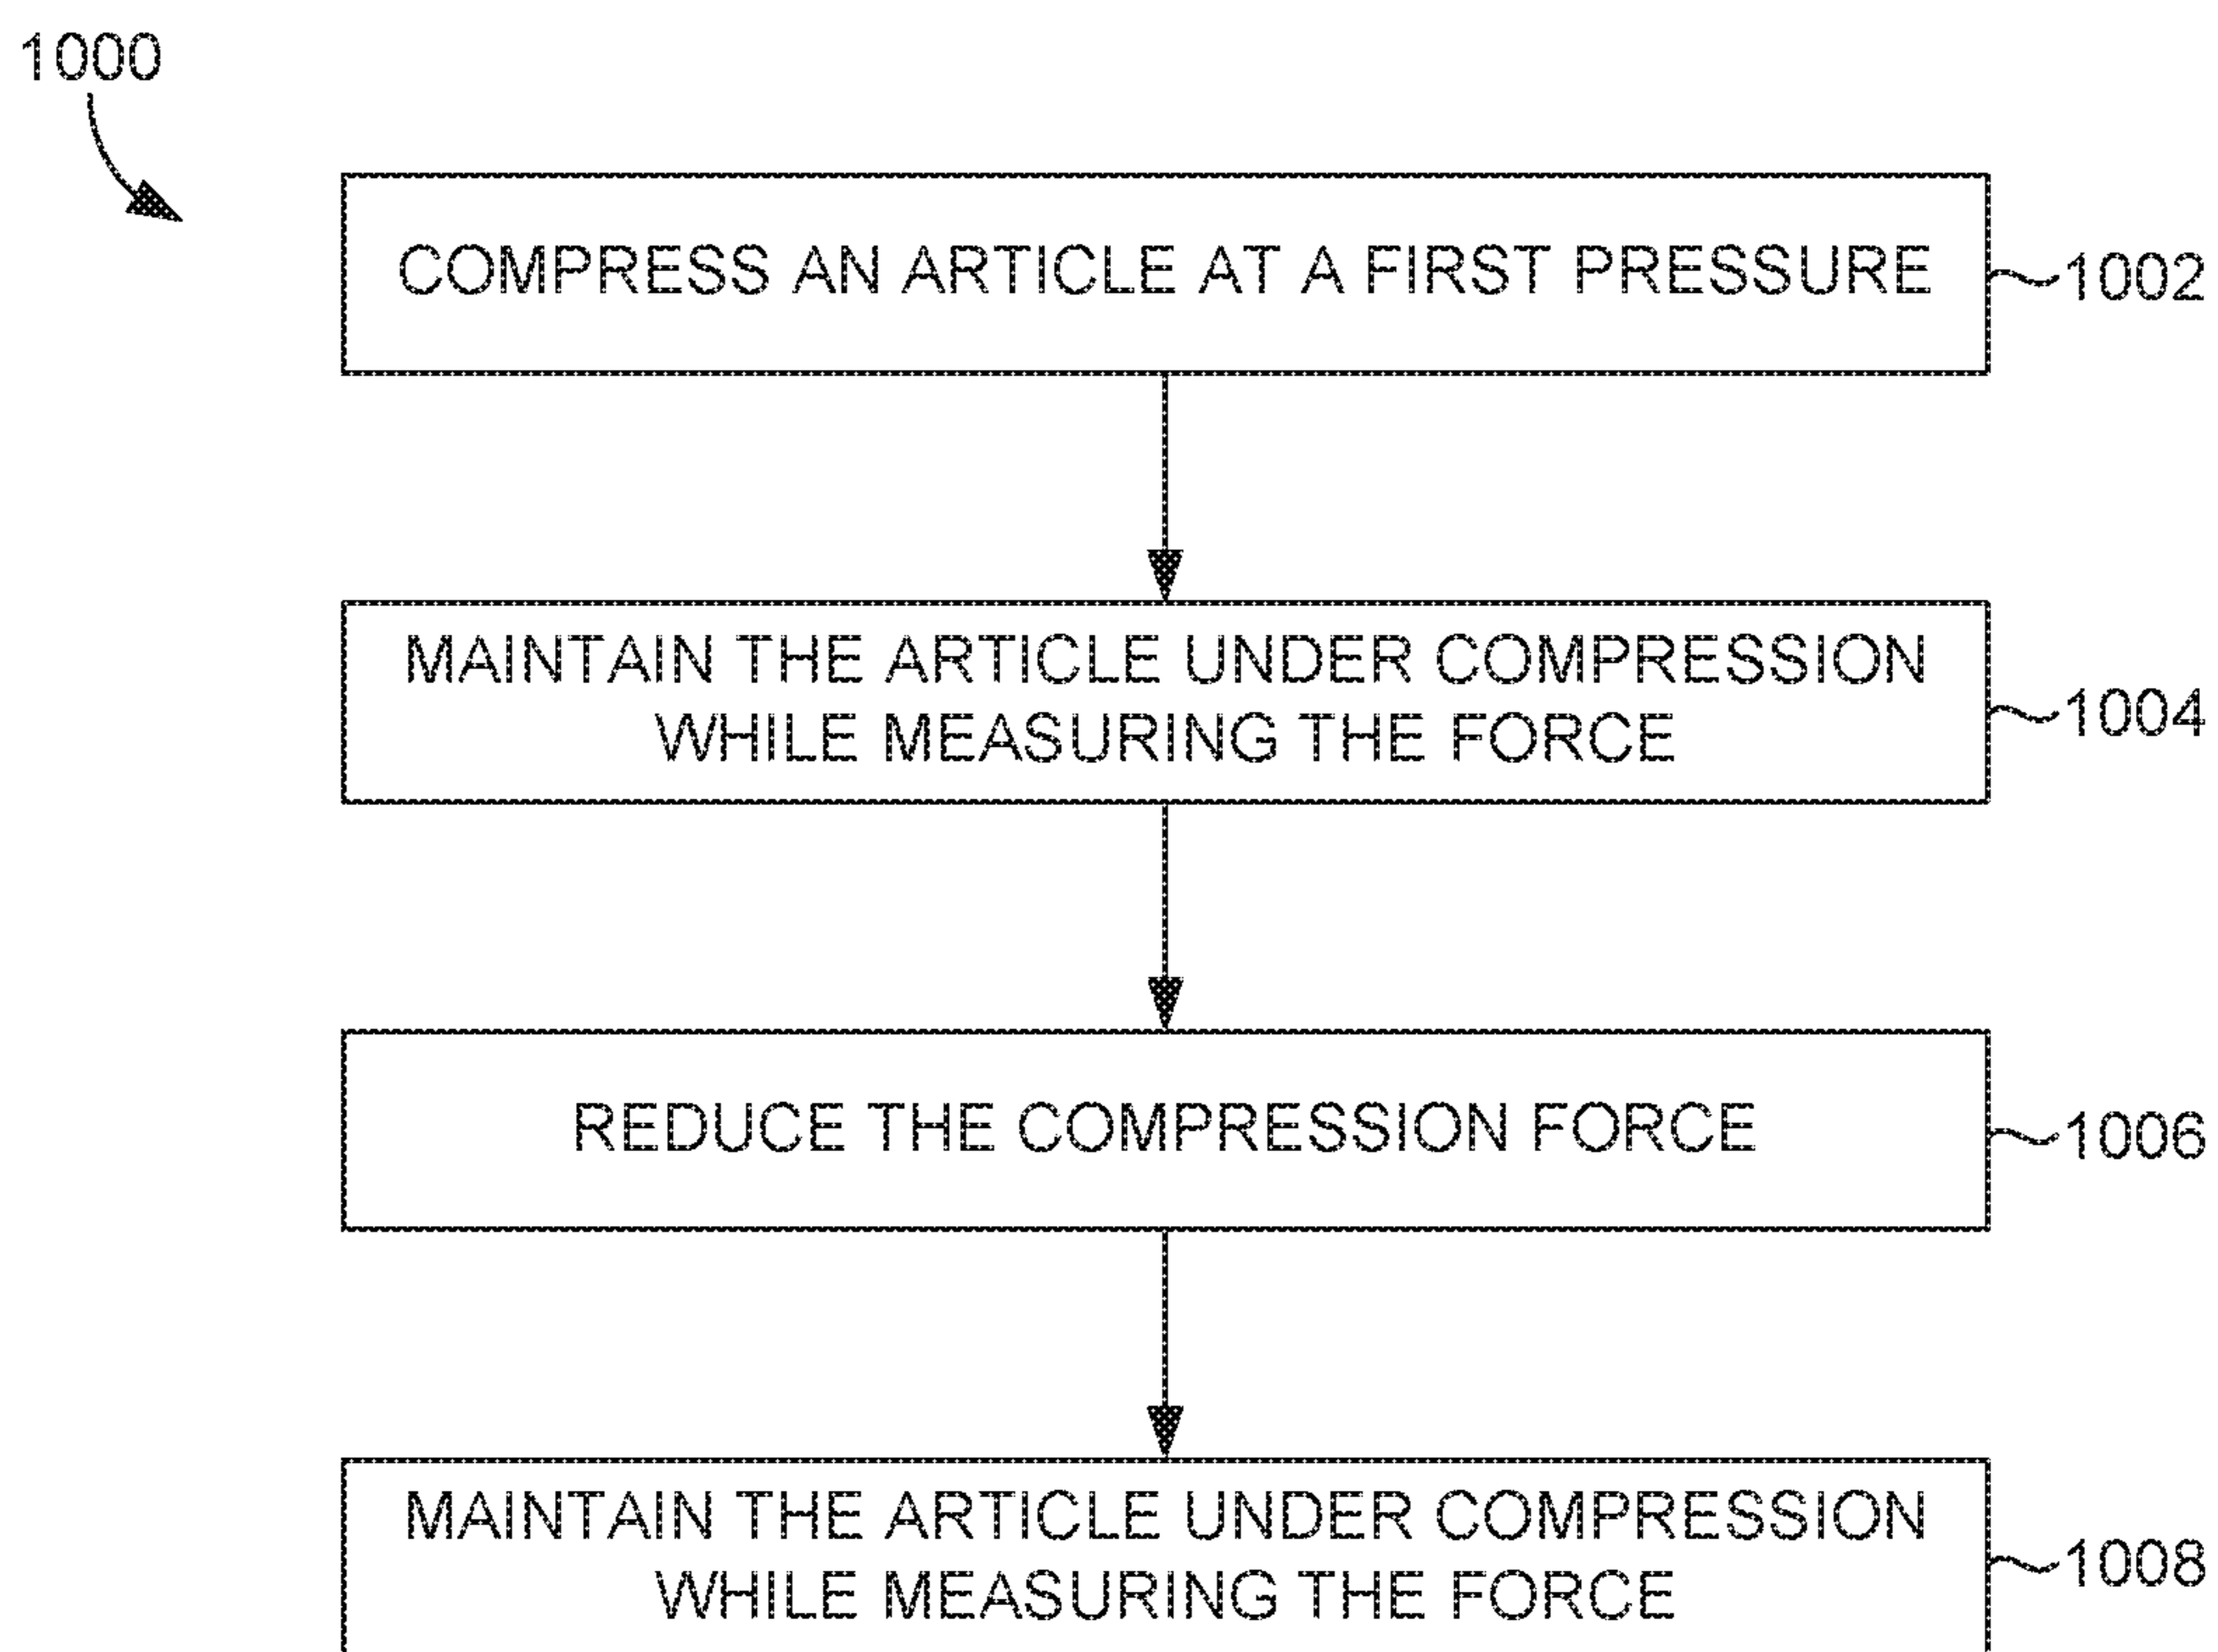 1000
COMPRESS AN ARTICLE AT A FIRST PRESSURE
1002
MAINTAIN THE ARTICLE UNDER COMPRESSION
WHILE MEASURING THE FORCE
1004
REDUCE THE COMPRESSION FORCE
1006
MAINTAIN THE ARTICLE UNDER COMPRESSION
WHILE MEASURING THE FORCE
1008